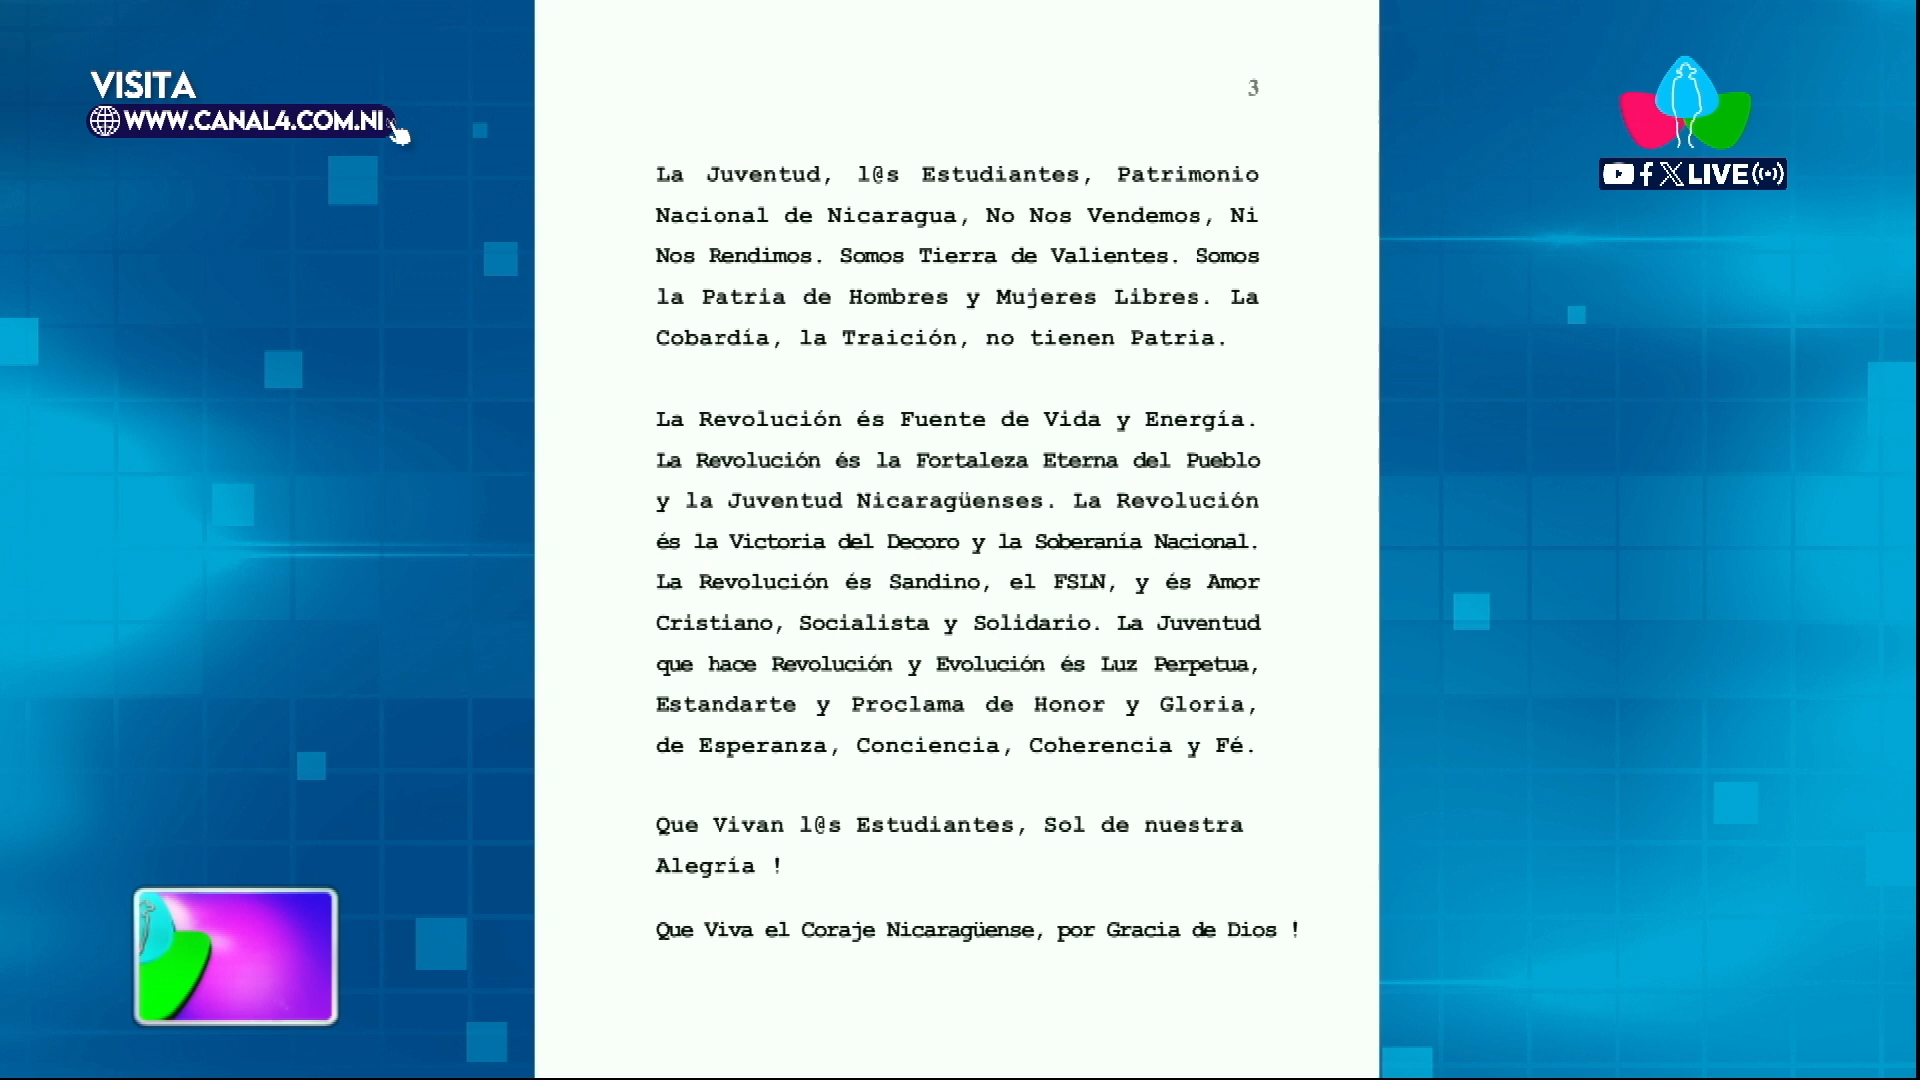 VISITA
WWW.CANAL4.COM.NI
LIVE
3
La Juventud, l@s Estudiantes, Patrimonio
Nacional de Nicaragua, No Nos Vendemos, Ni
Nos Rendimos. Somos Tierra de Valientes. Somos
la Patria de Hombres y Mujeres Libres. La
Cobardía, la Traición, no tienen Patria.
La Revolución és Fuente de Vida y Energía.
La Revolución és la Fortaleza Eterna del Pueblo
y la Juventud Nicaragüenses. La Revolución
és la Victoria del Decoro y la Soberanía Nacional.
La Revolución és Sandino, el FSLN, y és Amor
Cristiano, Socialista y Solidario. La Juventud
que hace Revolución y Evolución és Luz Perpetua,
Estandarte y Proclama de Honor y Gloria,
de Esperanza, Conciencia, Coherencia y Fé.
Que Vivan l@s Estudiantes, Sol de nuestra
Alegría !
Que Viva el Coraje Nicaragüense, por Gracia de Dios !